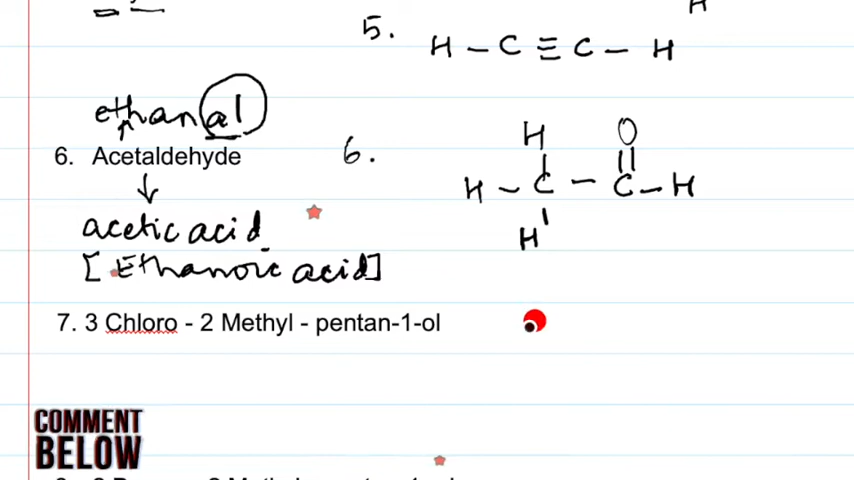 H
5.
H - C ≡ C - H
ethanal
H O
6. Acetaldehyde
6.
H - C - C - H
H
acetic acid
[Ethanoic acid]
7. 3 Chloro - 2 Methyl - pentan-1-ol
COMMENT
BELOW